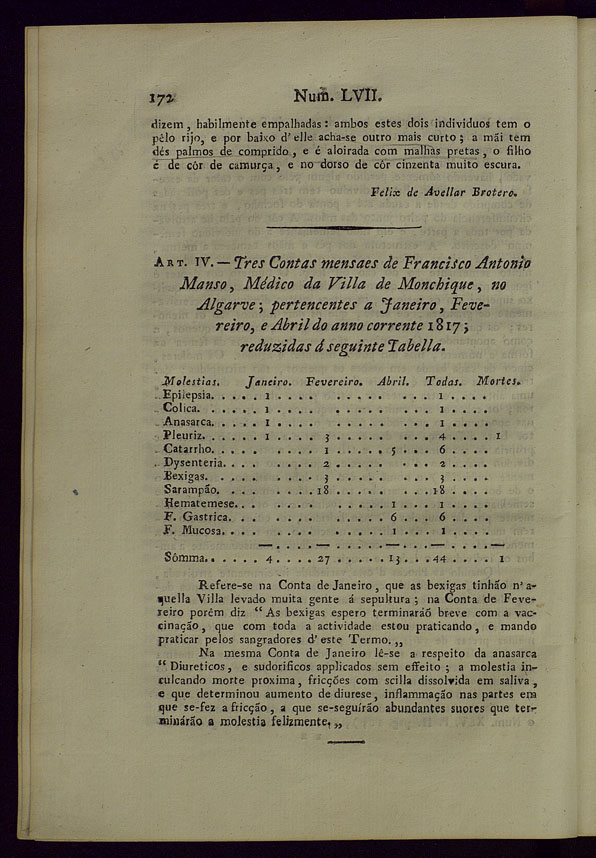 172 Num̃. LVII.
dizem, habilmente empalhadas: ambos estes dois individuos tem o
pêlo rijo, e por baixo d'elle acha-se outro mais curto; a mãi tem
dés palmos de comprido, e é aloirada com malhas pretas, o filho
é de côr de camurça, e no dorso de côr cinzenta muito escura.
Felix de Avellar Brotero.
ART. IV. — Tres Contas mensaes de Francisco Antonio
Manso, Médico da Villa de Monchique, no
Algarve; pertencentes a Janeiro, Feve-
reiro, e Abril do anno corrente 1817;
reduzidas á seguinte Tabella.
Molestias. Janeiro. Fevereiro. Abril. Todas. Mortes.
Epilepsia. . . . . 1 . . . . . . . . . . . . 1 . . . .
Colica. . . . . . 1 . . . . . . . . . . . . 1 . . . .
Anasarca. . . . . 1 . . . . . . . . . . . . 1 . . . .
Pleuriz. . . . . . 1 . . . . 3 . . . . . . . . 4 . . . . 1
Catarrho. . . . . . . . . 1 . . . . 5 . . . 6 . . . .
Dysenteria. . . . . . . . 2 . . . . . . . . 2 . . . .
Bexigas. . . . . . . . . 3 . . . . . . . . 3 . . . .
Sarampão. . . . . . . . 18 . . . . . . . . 18 . . . .
Hematemese. . . . . . . . . . . . 1 . . . 1 . . . .
F. Gastrica. . . . . . . . . . . . 6 . . . 6 . . . .
F. Mucosa. . . . . . . . . . . . 1 . . . 1 . . . .
Sômma. . . . . . 4 . . . . 27 . . . . . 13 . . . 44 . . . . 1
Refere-se na Conta de Janeiro, que as bexigas tinhão n'a-
quella Villa levado muita gente á sepultura; na Conta de Feve-
reiro porêm diz “ As bexigas espero terminaráõ breve com a vac-
cinação, que com toda a actividade estou praticando, e mando
praticar pelos sangradores d'este Termo. „
Na mesma Conta de Janeiro lê-se a respeito da anasarca
“ Diureticos, e sudorificos applicados sem effeito; a molestia in-
culcando morte proxima, fricções com scilla dissolvida em saliva,
e que determinou aumento de diurese, inflammação nas partes em
que se-fez a fricção, a que se-seguírão abundantes suores que ter-
minárão a molestia felizmente. „